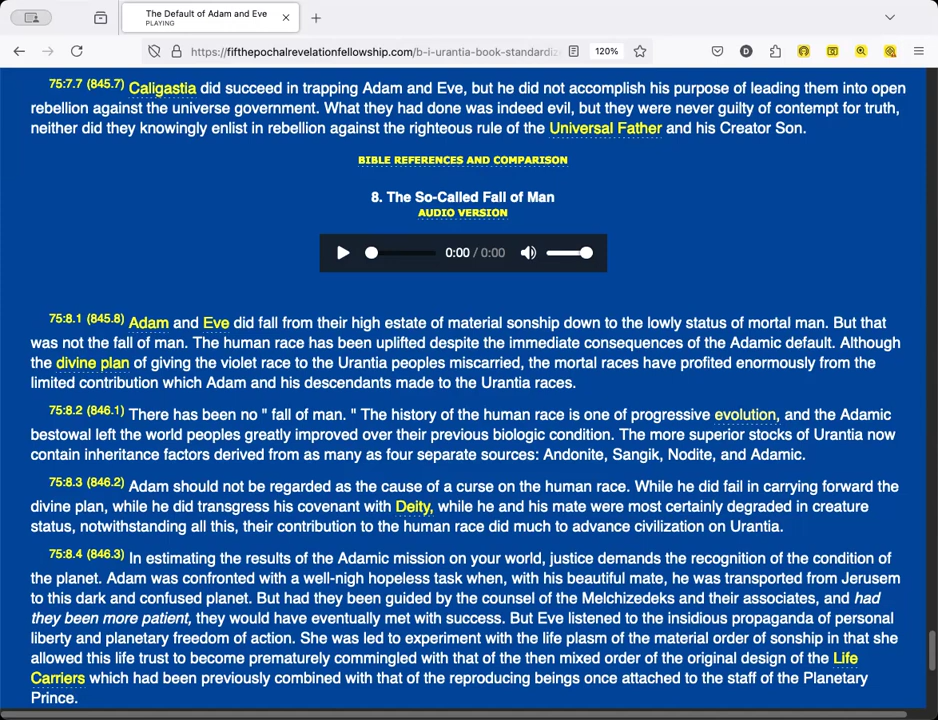 The Default of Adam and Eve
PLAYING
https://fifthepochalrevelationfellowship.com/b-i-urantia-book-standardiz
120%
75:7.7 (845.7) Caligastia did succeed in trapping Adam and Eve, but he did not accomplish his purpose of leading them into open
rebellion against the universe government. What they had done was indeed evil, but they were never guilty of contempt for truth,
neither did they knowingly enlist in rebellion against the righteous rule of the Universal Father and his Creator Son.
BIBLE REFERENCES AND COMPARISON
8. The So-Called Fall of Man
AUDIO VERSION
0:00 / 0:00
75:8.1 (845.8) Adam and Eve did fall from their high estate of material sonship down to the lowly status of mortal man. But that
was not the fall of man. The human race has been uplifted despite the immediate consequences of the Adamic default. Although
the divine plan of giving the violet race to the Urantia peoples miscarried, the mortal races have profited enormously from the
limited contribution which Adam and his descendants made to the Urantia races.
75:8.2 (846.1) There has been no " fall of man. " The history of the human race is one of progressive evolution, and the Adamic
bestowal left the world peoples greatly improved over their previous biologic condition. The more superior stocks of Urantia now
contain inheritance factors derived from as many as four separate sources: Andonite, Sangik, Nodite, and Adamic.
75:8.3 (846.2) Adam should not be regarded as the cause of a curse on the human race. While he did fail in carrying forward the
divine plan, while he did transgress his covenant with Deity, while he and his mate were most certainly degraded in creature
status, notwithstanding all this, their contribution to the human race did much to advance civilization on Urantia.
75:8.4 (846.3) In estimating the results of the Adamic mission on your world, justice demands the recognition of the condition of
the planet. Adam was confronted with a well-nigh hopeless task when, with his beautiful mate, he was transported from Jerusem
to this dark and confused planet. But had they been guided by the counsel of the Melchizedeks and their associates, and had
they been more patient, they would have eventually met with success. But Eve listened to the insidious propaganda of personal
liberty and planetary freedom of action. She was led to experiment with the life plasm of the material order of sonship in that she
allowed this life trust to become prematurely commingled with that of the then mixed order of the original design of the Life
Carriers which had been previously combined with that of the reproducing beings once attached to the staff of the Planetary
Prince.